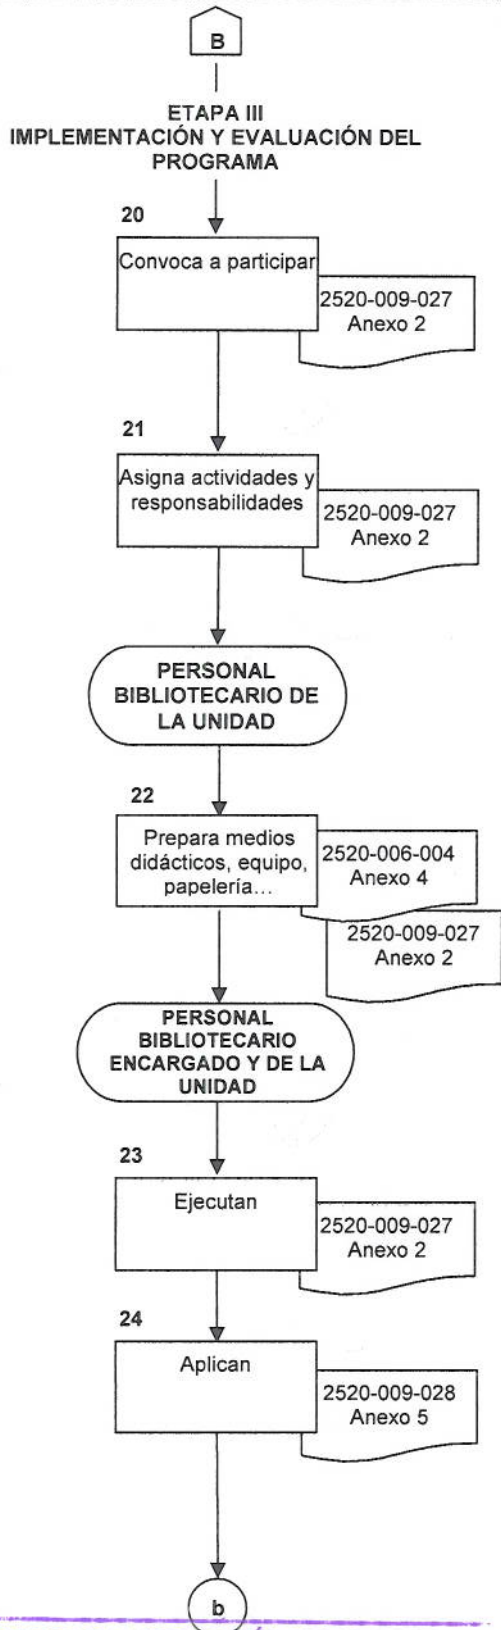 B
ETAPA III
IMPLEMENTACIÓN Y EVALUACIÓN DEL
PROGRAMA
20
Convoca a participar
2520-009-027
Anexo 2
21
Asigna actividades y
responsabilidades
2520-009-027
Anexo 2
PERSONAL
BIBLIOTECARIO DE
LA UNIDAD
22
Prepara medios
didácticos, equipo,
papelería…
2520-006-004
Anexo 4
2520-009-027
Anexo 2
PERSONAL
BIBLIOTECARIO
ENCARGADO Y DE LA
UNIDAD
23
Ejecutan
2520-009-027
Anexo 2
24
Aplican
2520-009-028
Anexo 5
b